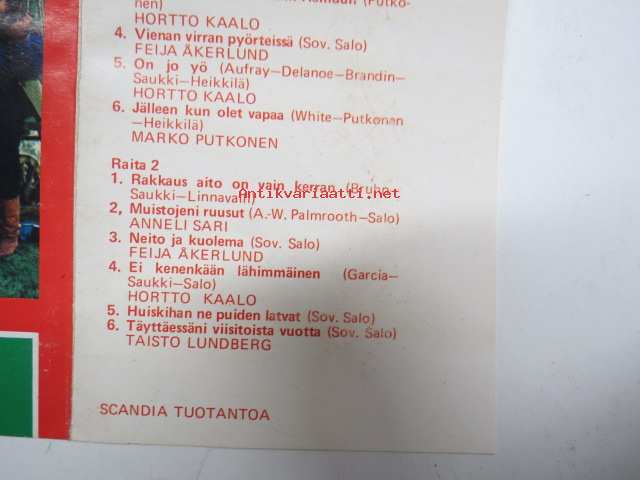 (Putko-
nen)
HORTTO KAALO
4. Vienan virran pyörteissä (Sov. Salo)
FEIJA ÅKERLUND
5. On jo yö (Aufray—Delanoe—Brandin—
Saukki—Heikkilä)
HORTTO KAALO
6. Jälleen kun olet vapaa (White—Putkonen
—Heikkilä)
MARKO PUTKONEN
Raita 2
1. Rakkaus aito on vain kerran (Bruhn—
Antikvariaatti.net
Saukki—Linnavalli)
2, Muistojeni ruusut (A.-W. Palmrooth—Salo)
ANNELI SARI
3. Neito ja kuolema (Sov. Salo)
FEIJA ÅKERLUND
4. Ei kenenkään lähimmäinen (Garcia—
Saukki—Salo)
HORTTO KAALO
5. Huiskihan ne puiden latvat (Sov. Salo)
6. Täyttäessäni viisitoista vuotta (Sov. Salo)
TAISTO LUNDBERG
SCANDIA TUOTANTOA